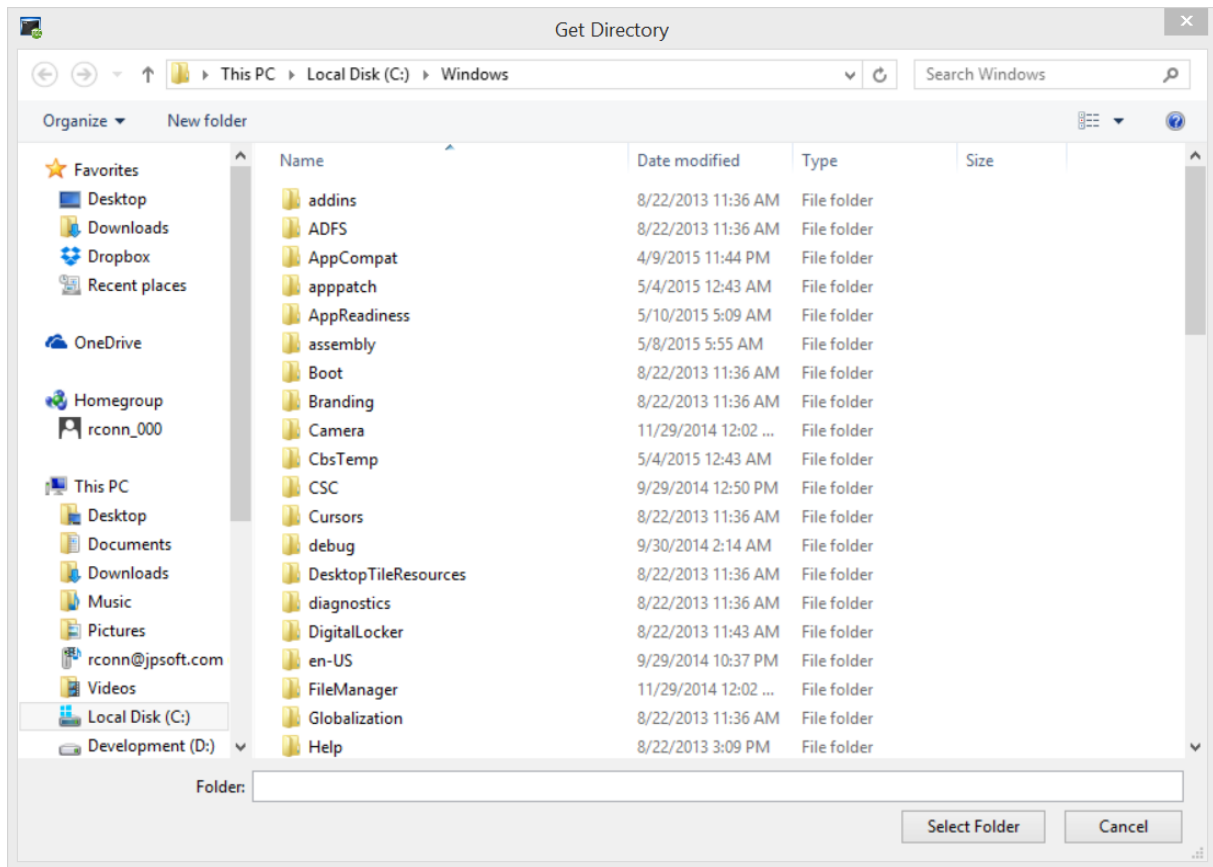 Get Directory
This PC Local Disk (C:) Windows
Search Windows
Organize New folder
Favorites
Desktop
Downloads
Dropbox
Recent places
OneDrive
Homegroup
rconn_000
This PC
Desktop
Documents
Downloads
Music
Pictures
rconn@jpsoft.com
Videos
Local Disk (C:)
Development (D:)
Name Date modified Type Size
addins 8/22/2013 11:36 AM File folder
ADFS 8/22/2013 11:36 AM File folder
AppCompat 4/9/2015 11:44 PM File folder
apppatch 5/4/2015 12:43 AM File folder
AppReadiness 5/10/2015 5:09 AM File folder
assembly 5/8/2015 5:55 AM File folder
Boot 8/22/2013 11:36 AM File folder
Branding 8/22/2013 11:36 AM File folder
Camera 11/29/2014 12:02 ... File folder
CbsTemp 5/4/2015 12:43 AM File folder
CSC 9/29/2014 12:50 PM File folder
Cursors 8/22/2013 11:36 AM File folder
debug 9/30/2014 2:14 AM File folder
DesktopTileResources 8/22/2013 11:36 AM File folder
diagnostics 8/22/2013 11:36 AM File folder
DigitalLocker 8/22/2013 11:43 AM File folder
en-US 9/29/2014 10:37 PM File folder
FileManager 11/29/2014 12:02 ... File folder
Globalization 8/22/2013 11:36 AM File folder
Help 8/22/2013 3:09 PM File folder
Folder:
Select Folder Cancel